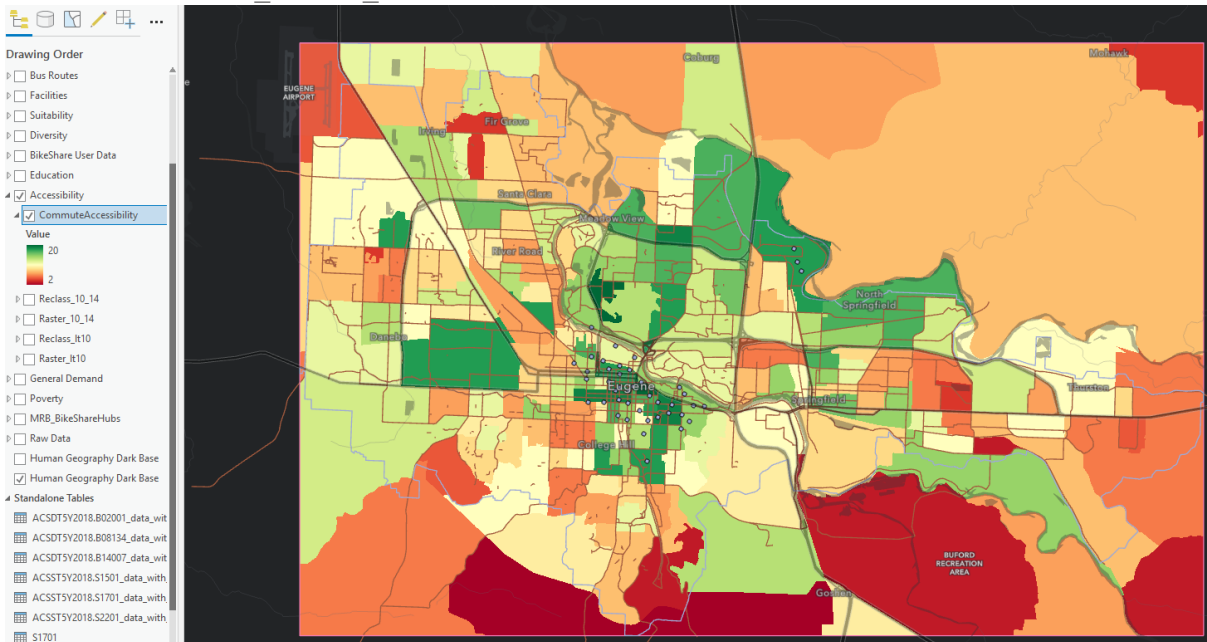 Drawing Order
Bus Routes
Facilities
Suitability
Diversity
BikeShare User Data
Education
Accessibility
CommuteAccessibility
Value
20
2
Reclass_10_14
Raster_10_14
Reclass_lt10
Raster_lt10
General Demand
Poverty
MRB_BikeShareHubs
Raw Data
Human Geography Dark Base
Human Geography Dark Base
Standalone Tables
ACSDT5Y2018.B02001_data_wit
ACSDT5Y2018.B08134_data_wit
ACSDT5Y2018.B14007_data_wit
ACSST5Y2018.S1501_data_with_
ACSST5Y2018.S1701_data_with_
ACSST5Y2018.S2201_data_with_
S1701
Coburg
Mohawk
EUGENE
AIRPORT
Fir Grove
Irving
Santa Clara
Meadow View
River Road
North
Springfield
Danebo
Eugene
Thurston
Springfield
College Hill
BUFORD
RECREATION
AREA
Goshen